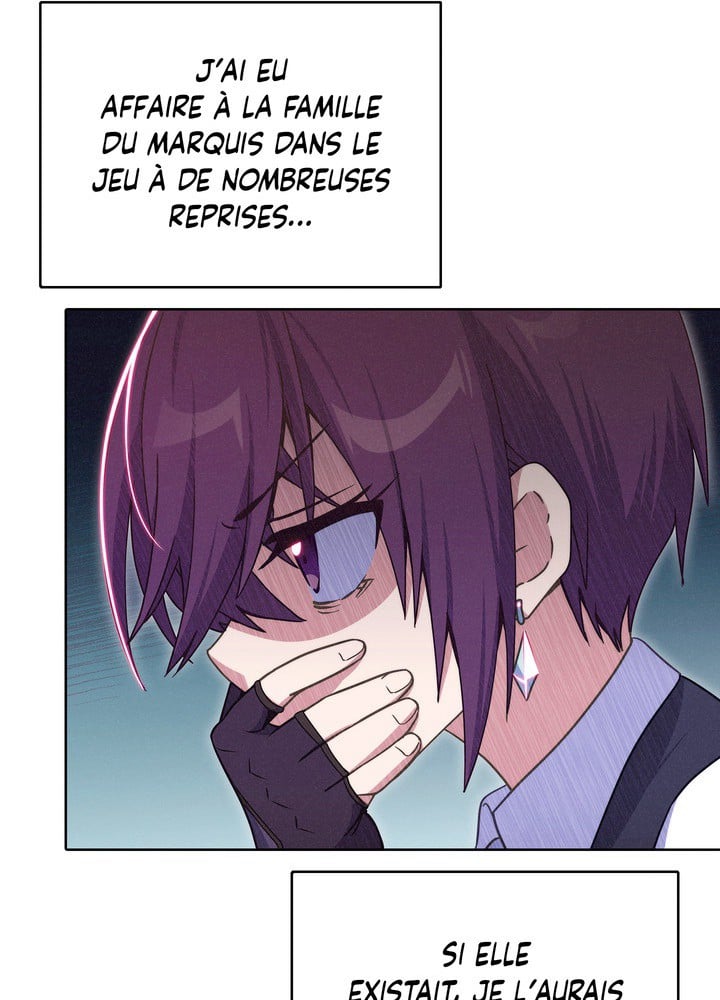 J'AI EU
AFFAIRE À LA FAMILLE
DU MARQUIS DANS LE
JEU À DE NOMBREUSES
REPRISES...
SI ELLE
EXISTAIT, JE L'AURAIS